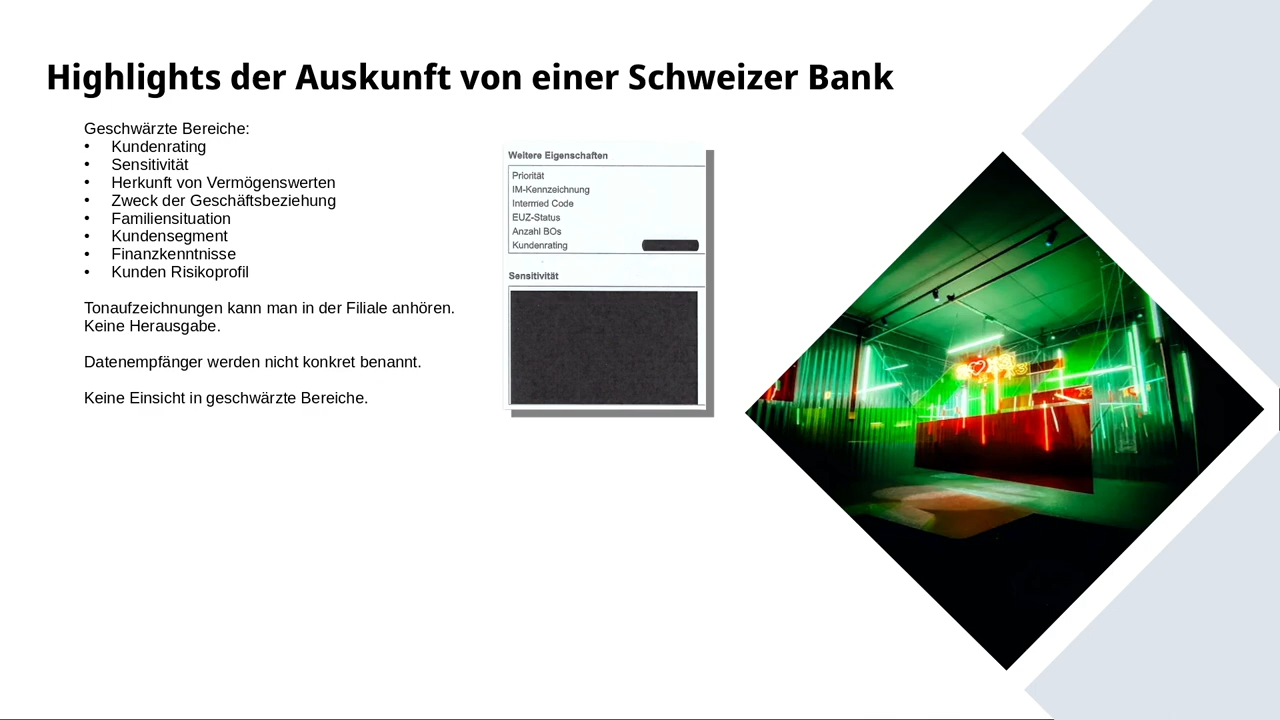 Highlights der Auskunft von einer Schweizer Bank
Geschwärzte Bereiche:
• Kundenrating
• Sensitivität
• Herkunft von Vermögenswerten
• Zweck der Geschäftsbeziehung
• Familiensituation
• Kundensegment
• Finanzkenntnisse
• Kunden Risikoprofil
Tonaufzeichnungen kann man in der Filiale anhören.
Keine Herausgabe.
Datenempfänger werden nicht konkret benannt.
Keine Einsicht in geschwärzte Bereiche.
Weitere Eigenschaften
Priorität
IM-Kennzeichnung
Intermed Code
EUZ-Status
Anzahl BOs
Kundenrating
Sensitivität